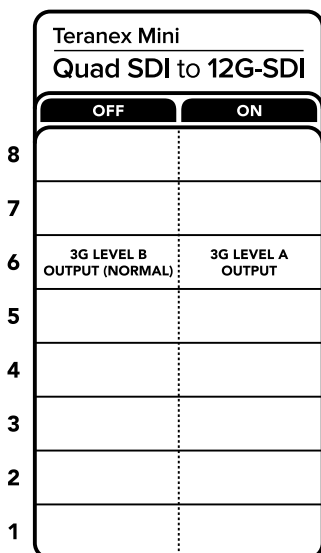 Teranex Mini
Quad SDI to 12G-SDI
OFF ON
8
7
6 3G LEVEL B OUTPUT (NORMAL) 3G LEVEL A OUTPUT
5
4
3
2
1